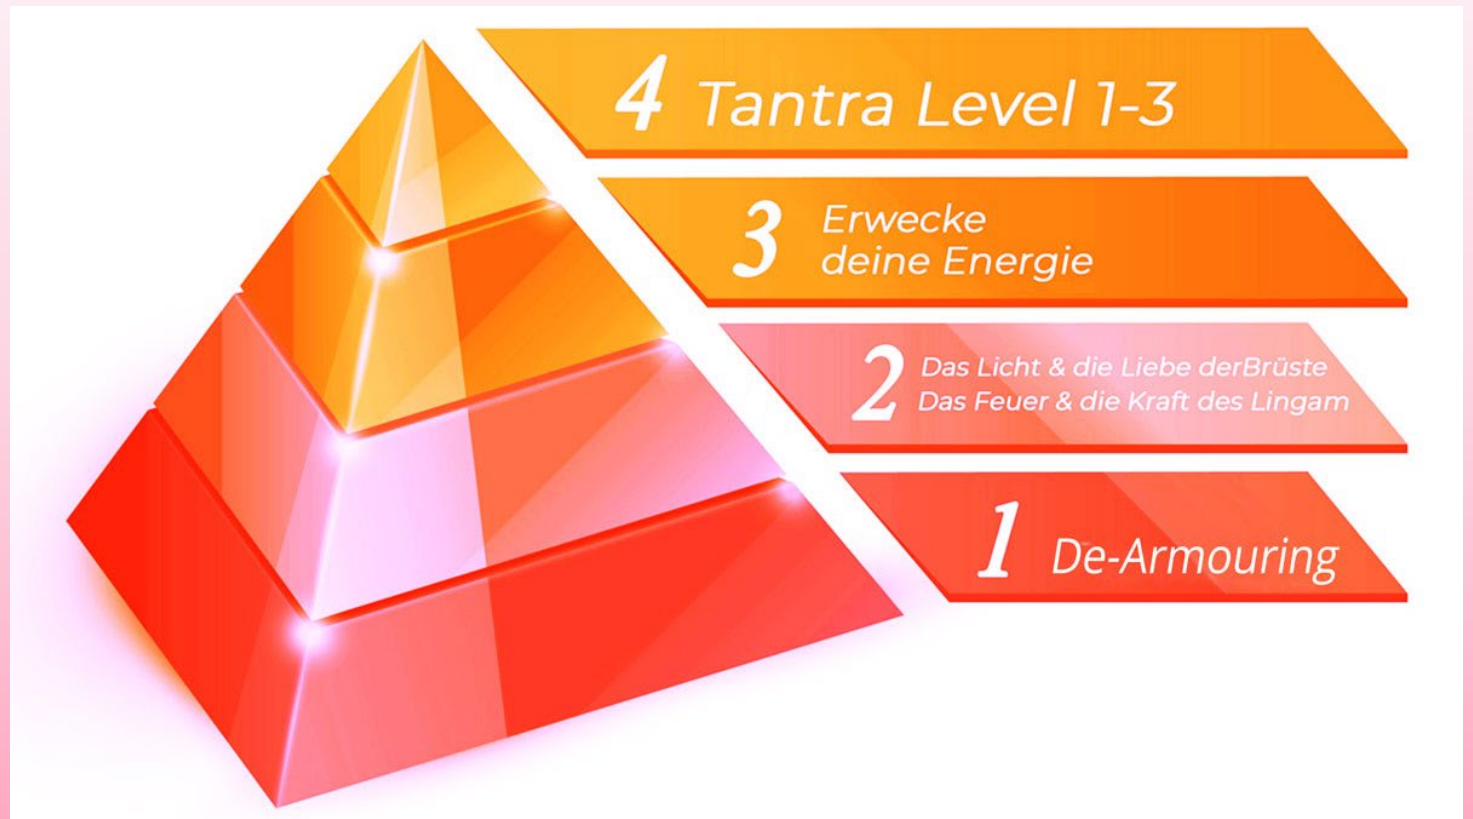 4 Tantra Level 1-3
3 Erwecke
deine Energie
2 Das Licht & die Liebe derBrüste
Das Feuer & die Kraft des Lingam
1 De-Armouring